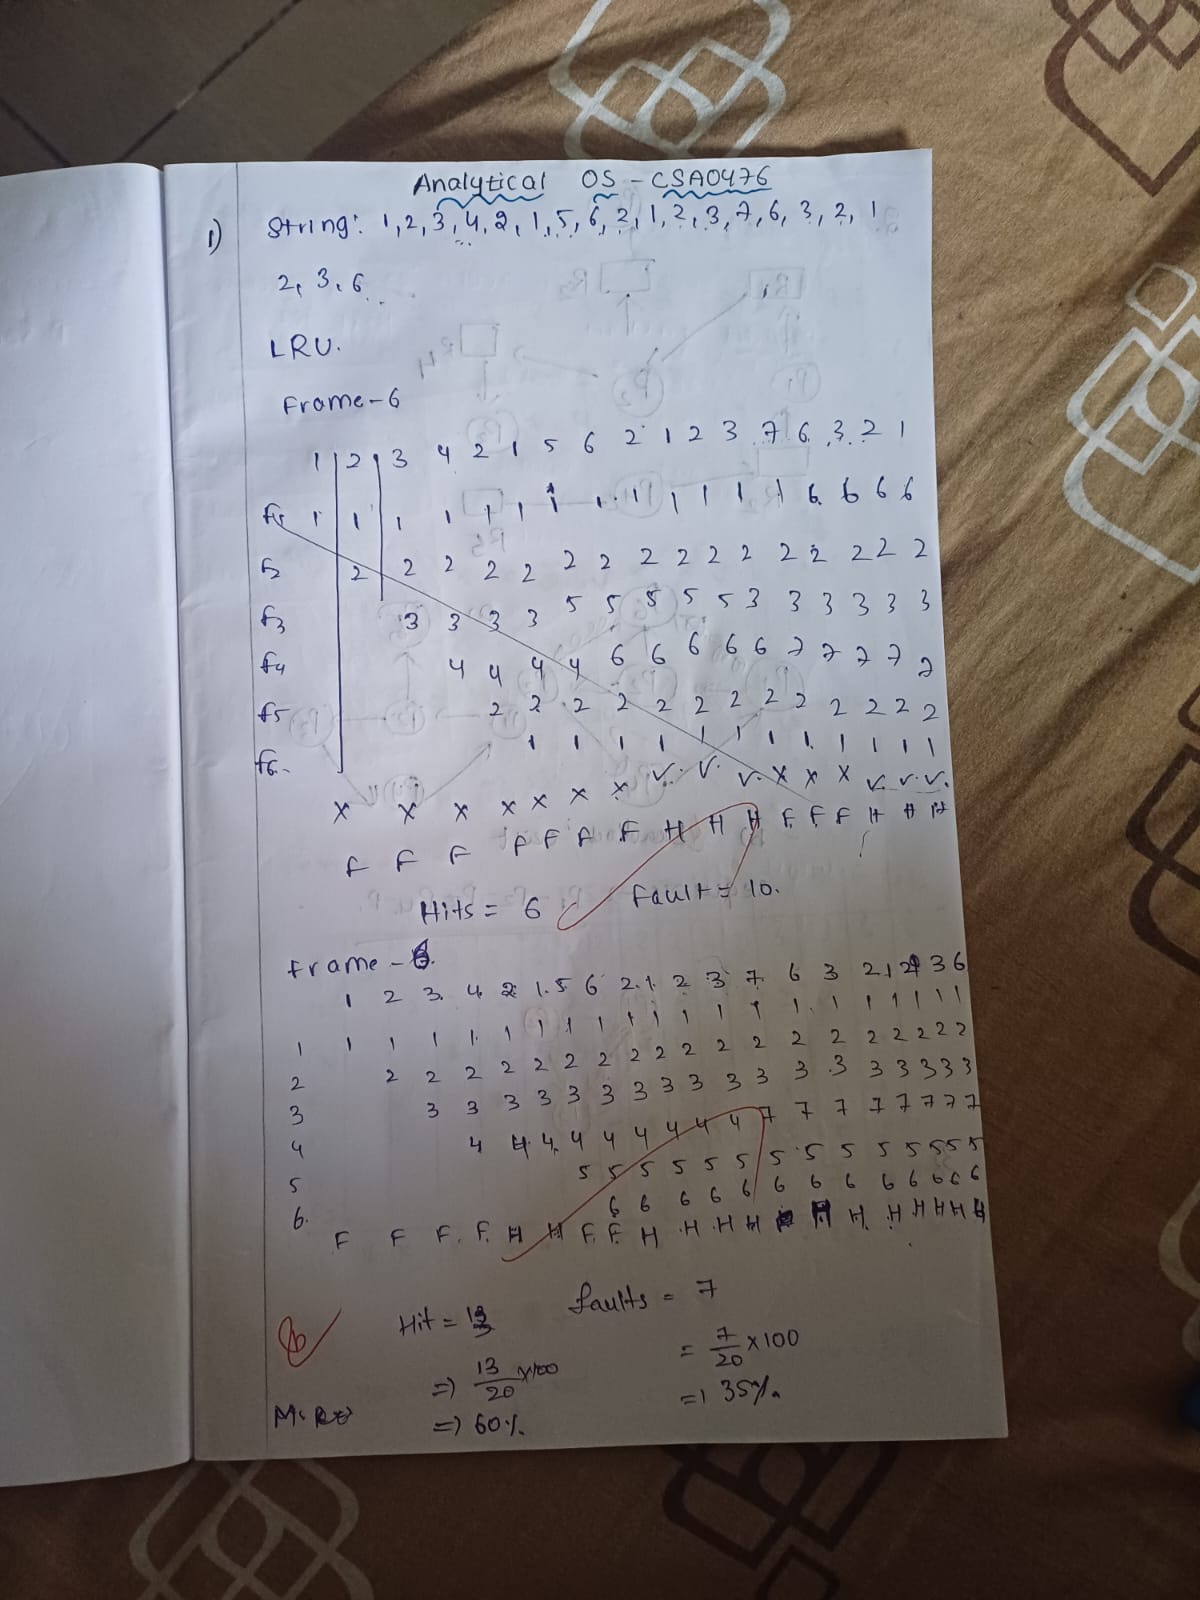 Analytical OS - CSA0476
1) String: 1,2,3,4,2,1,5,6,2,1,2,3,7,6,3,2,1
2,3,6.
LRU.
Frame-6
1 2 3 4 2 1 5 6 2 1 2 3 7 6 3 2 1
f1 1 1 1 1 1 1 1 1 1 1 1 1 1 6 6 6 6
f2 2 2 2 2 2 2 2 2 2 2 2 2 2 2 2 2
f3 3 3 3 3 5 5 5 5 5 3 3 3 3 3 3
f4 4 4 4 4 6 6 6 6 6 7 7 7 7 7
f5 2 2 2 2 2 2 2 2 2 2 2 2 2
f6 1 1 1 1 1 1 1 1 1 1 1 1
x x x x x x x ✓ ✓ ✓ x x x ✓ ✓ ✓
F F F F F F F H H H F F F H H H
Hits = 6 Fault = 10.
Frame - 6.
1 2 3 4 2 1 5 6 2 1 2 3 7 6 3 2 1 2 3 6
1 1 1 1 1 1 1 1 1 1 1 1 1 1 1 1 1 1 1 1 1
2 2 2 2 2 2 2 2 2 2 2 2 2 2 2 2 2 2 2 2
3 3 3 3 3 3 3 3 3 3 3 3 3 3 3 3 3 3 3
4 4 4 4 4 4 4 4 4 4 7 7 7 7 7 7 7 7
5 5 5 5 5 5 5 5 5 5 5 5 5 5 5
6. 6 6 6 6 6 6 6 6 6 6 6 6 6
F F F F H H F F H H H H H H H H H H
Hit = 13 faults = 7
=> 13/20 x100 = 7/20 x 100
=> 60% => 35%